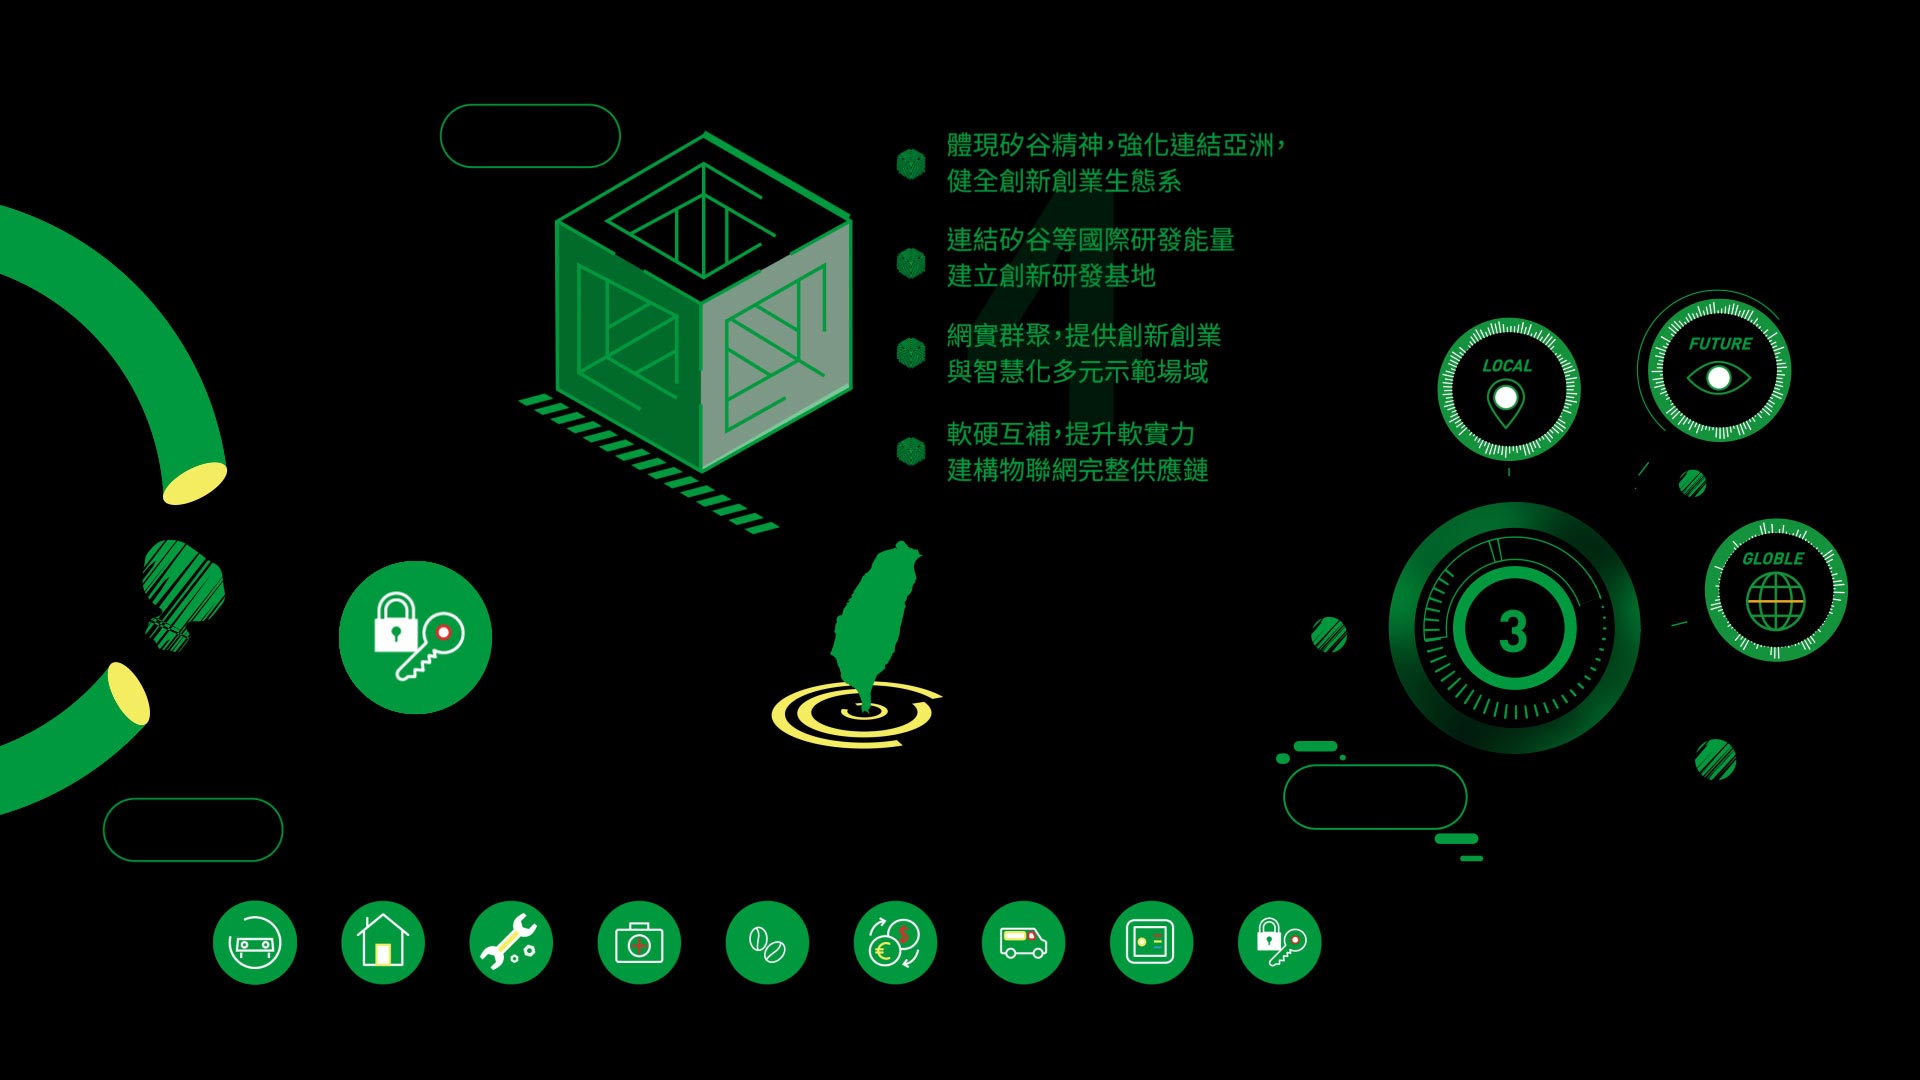 體現矽谷精神，強化連結亞洲，
健全創新創業生態系
連結矽谷等國際研發能量
建立創新研發基地
網實群聚，提供創新創業
與智慧化多元示範場域
軟硬互補，提升軟實力
建構物聯網完整供應鏈
4
LOCAL
FUTURE
GLOBLE
3
$
€